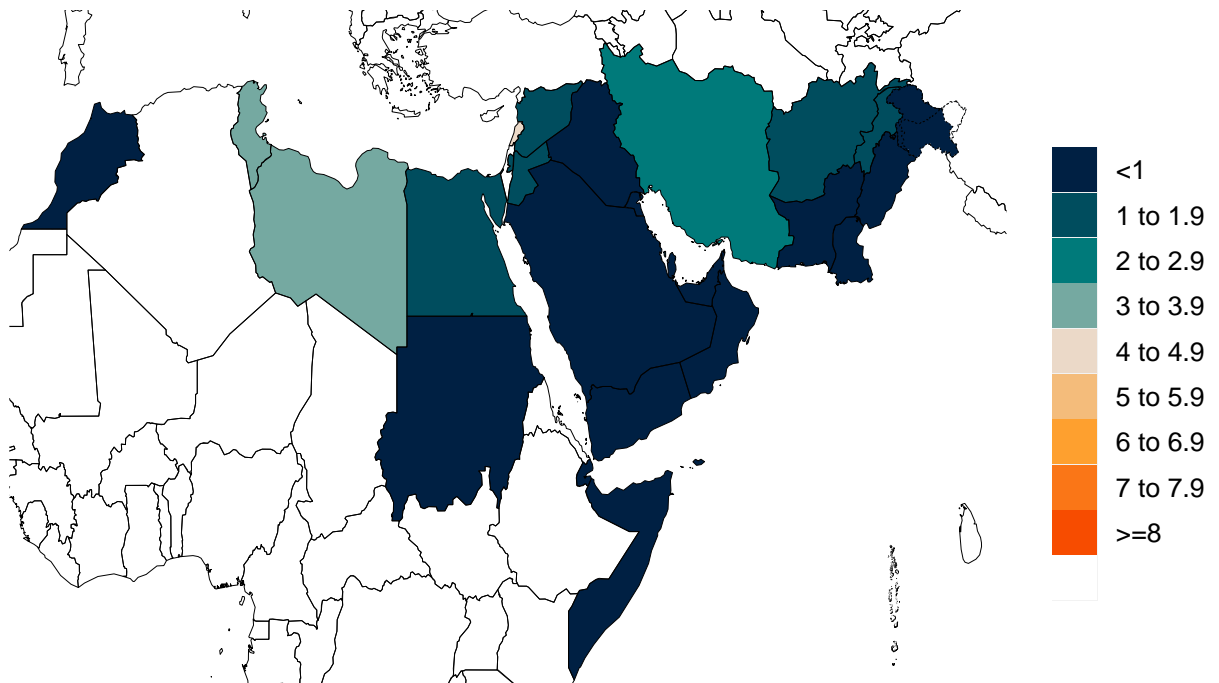 <1
1 to 1.9
2 to 2.9
3 to 3.9
4 to 4.9
5 to 5.9
6 to 6.9
7 to 7.9
>=8